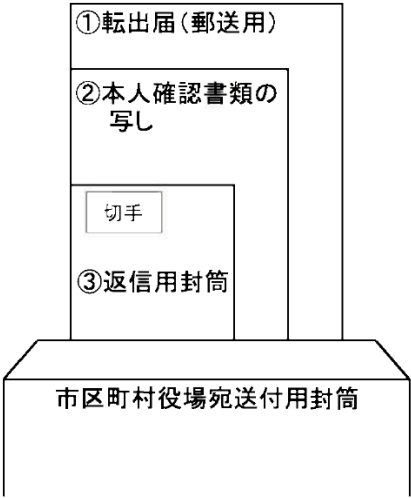 ①転出届（郵送用）
②本人確認書類の
写し
切手
③返信用封筒
市区町村役場宛送付用封筒